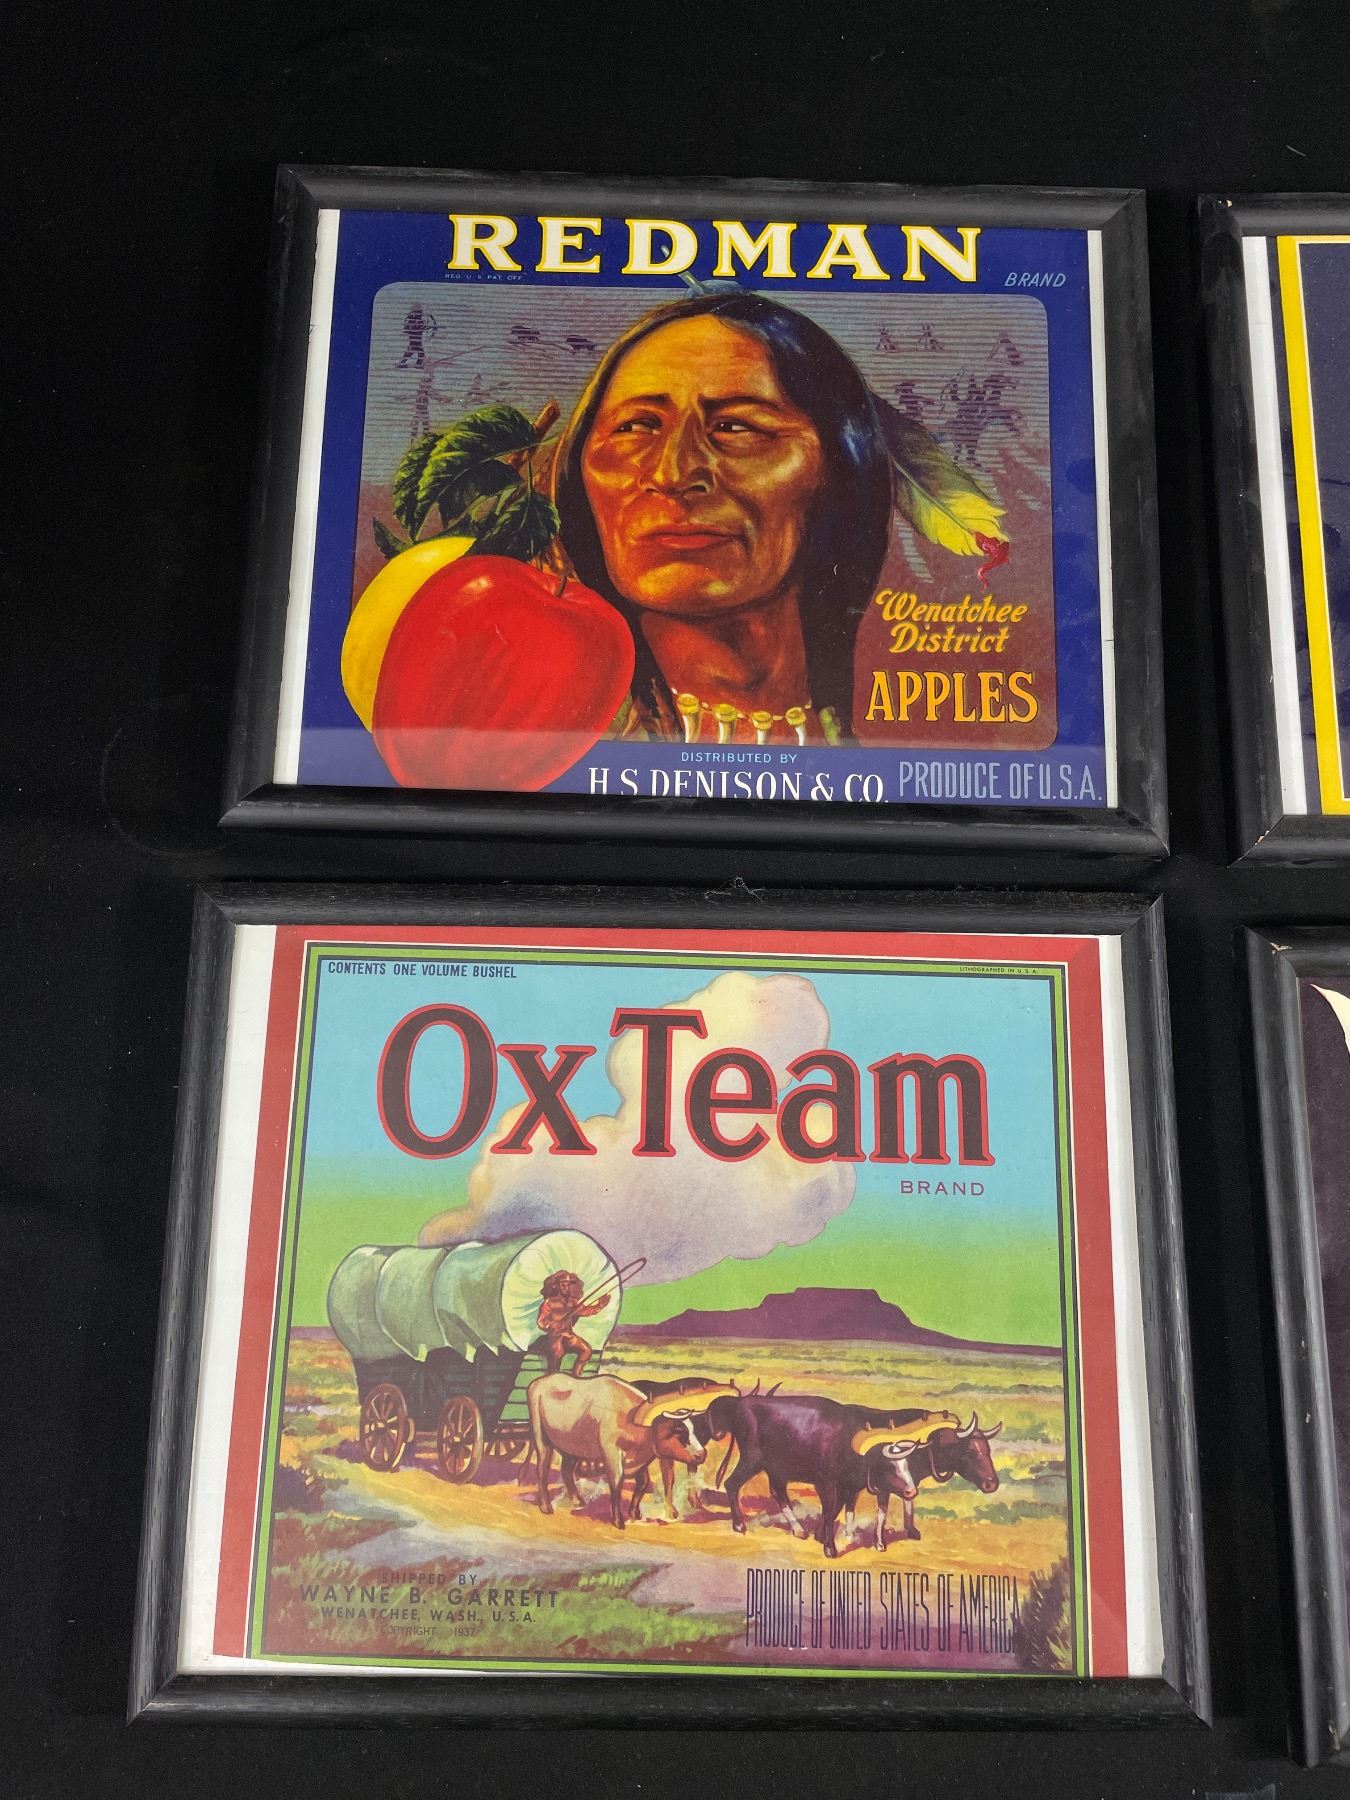 REDMAN
REG. U.S. PAT. OFF.
BRAND
Wenatchee
District
APPLES
DISTRIBUTED BY
H.S. DENISON & CO.
PRODUCE OF U.S.A.
CONTENTS ONE VOLUME BUSHEL
LITHOGRAPHED IN U.S.A.
Ox Team
BRAND
SHIPPED BY
WAYNE B. GARRETT
WENATCHEE, WASH., U.S.A.
COPYRIGHT 1937
PRODUCE OF UNITED STATES OF AMERICA